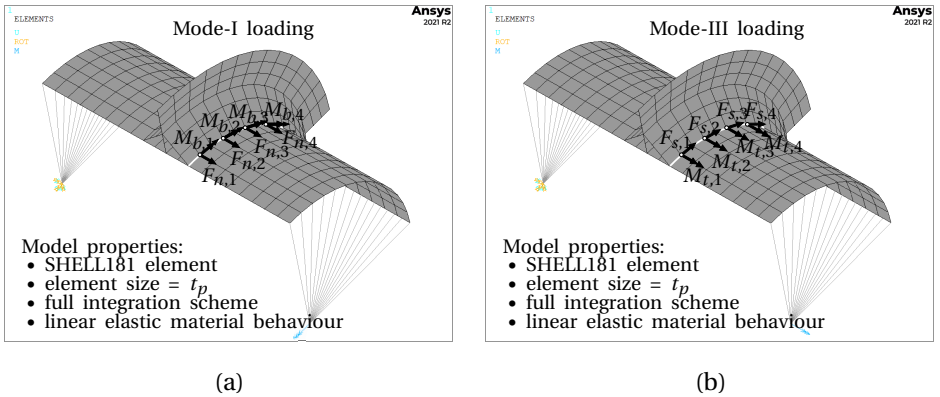 1
ELEMENTS
U
ROT
M
Mode-I loading
Ansys
2021 R2
M_{b,1} M_{b,2} M_{b,3} M_{b,4}
F_{n,1} F_{n,2} F_{n,3} F_{n,4}
Model properties:
• SHELL181 element
• element size = t_p
• full integration scheme
• linear elastic material behaviour
(a)
1
ELEMENTS
U
ROT
M
Mode-III loading
Ansys
2021 R2
F_{s,1} F_{s,2} F_{s,3} F_{s,4}
M_{t,1} M_{t,2} M_{t,3} M_{t,4}
Model properties:
• SHELL181 element
• element size = t_p
• full integration scheme
• linear elastic material behaviour
(b)